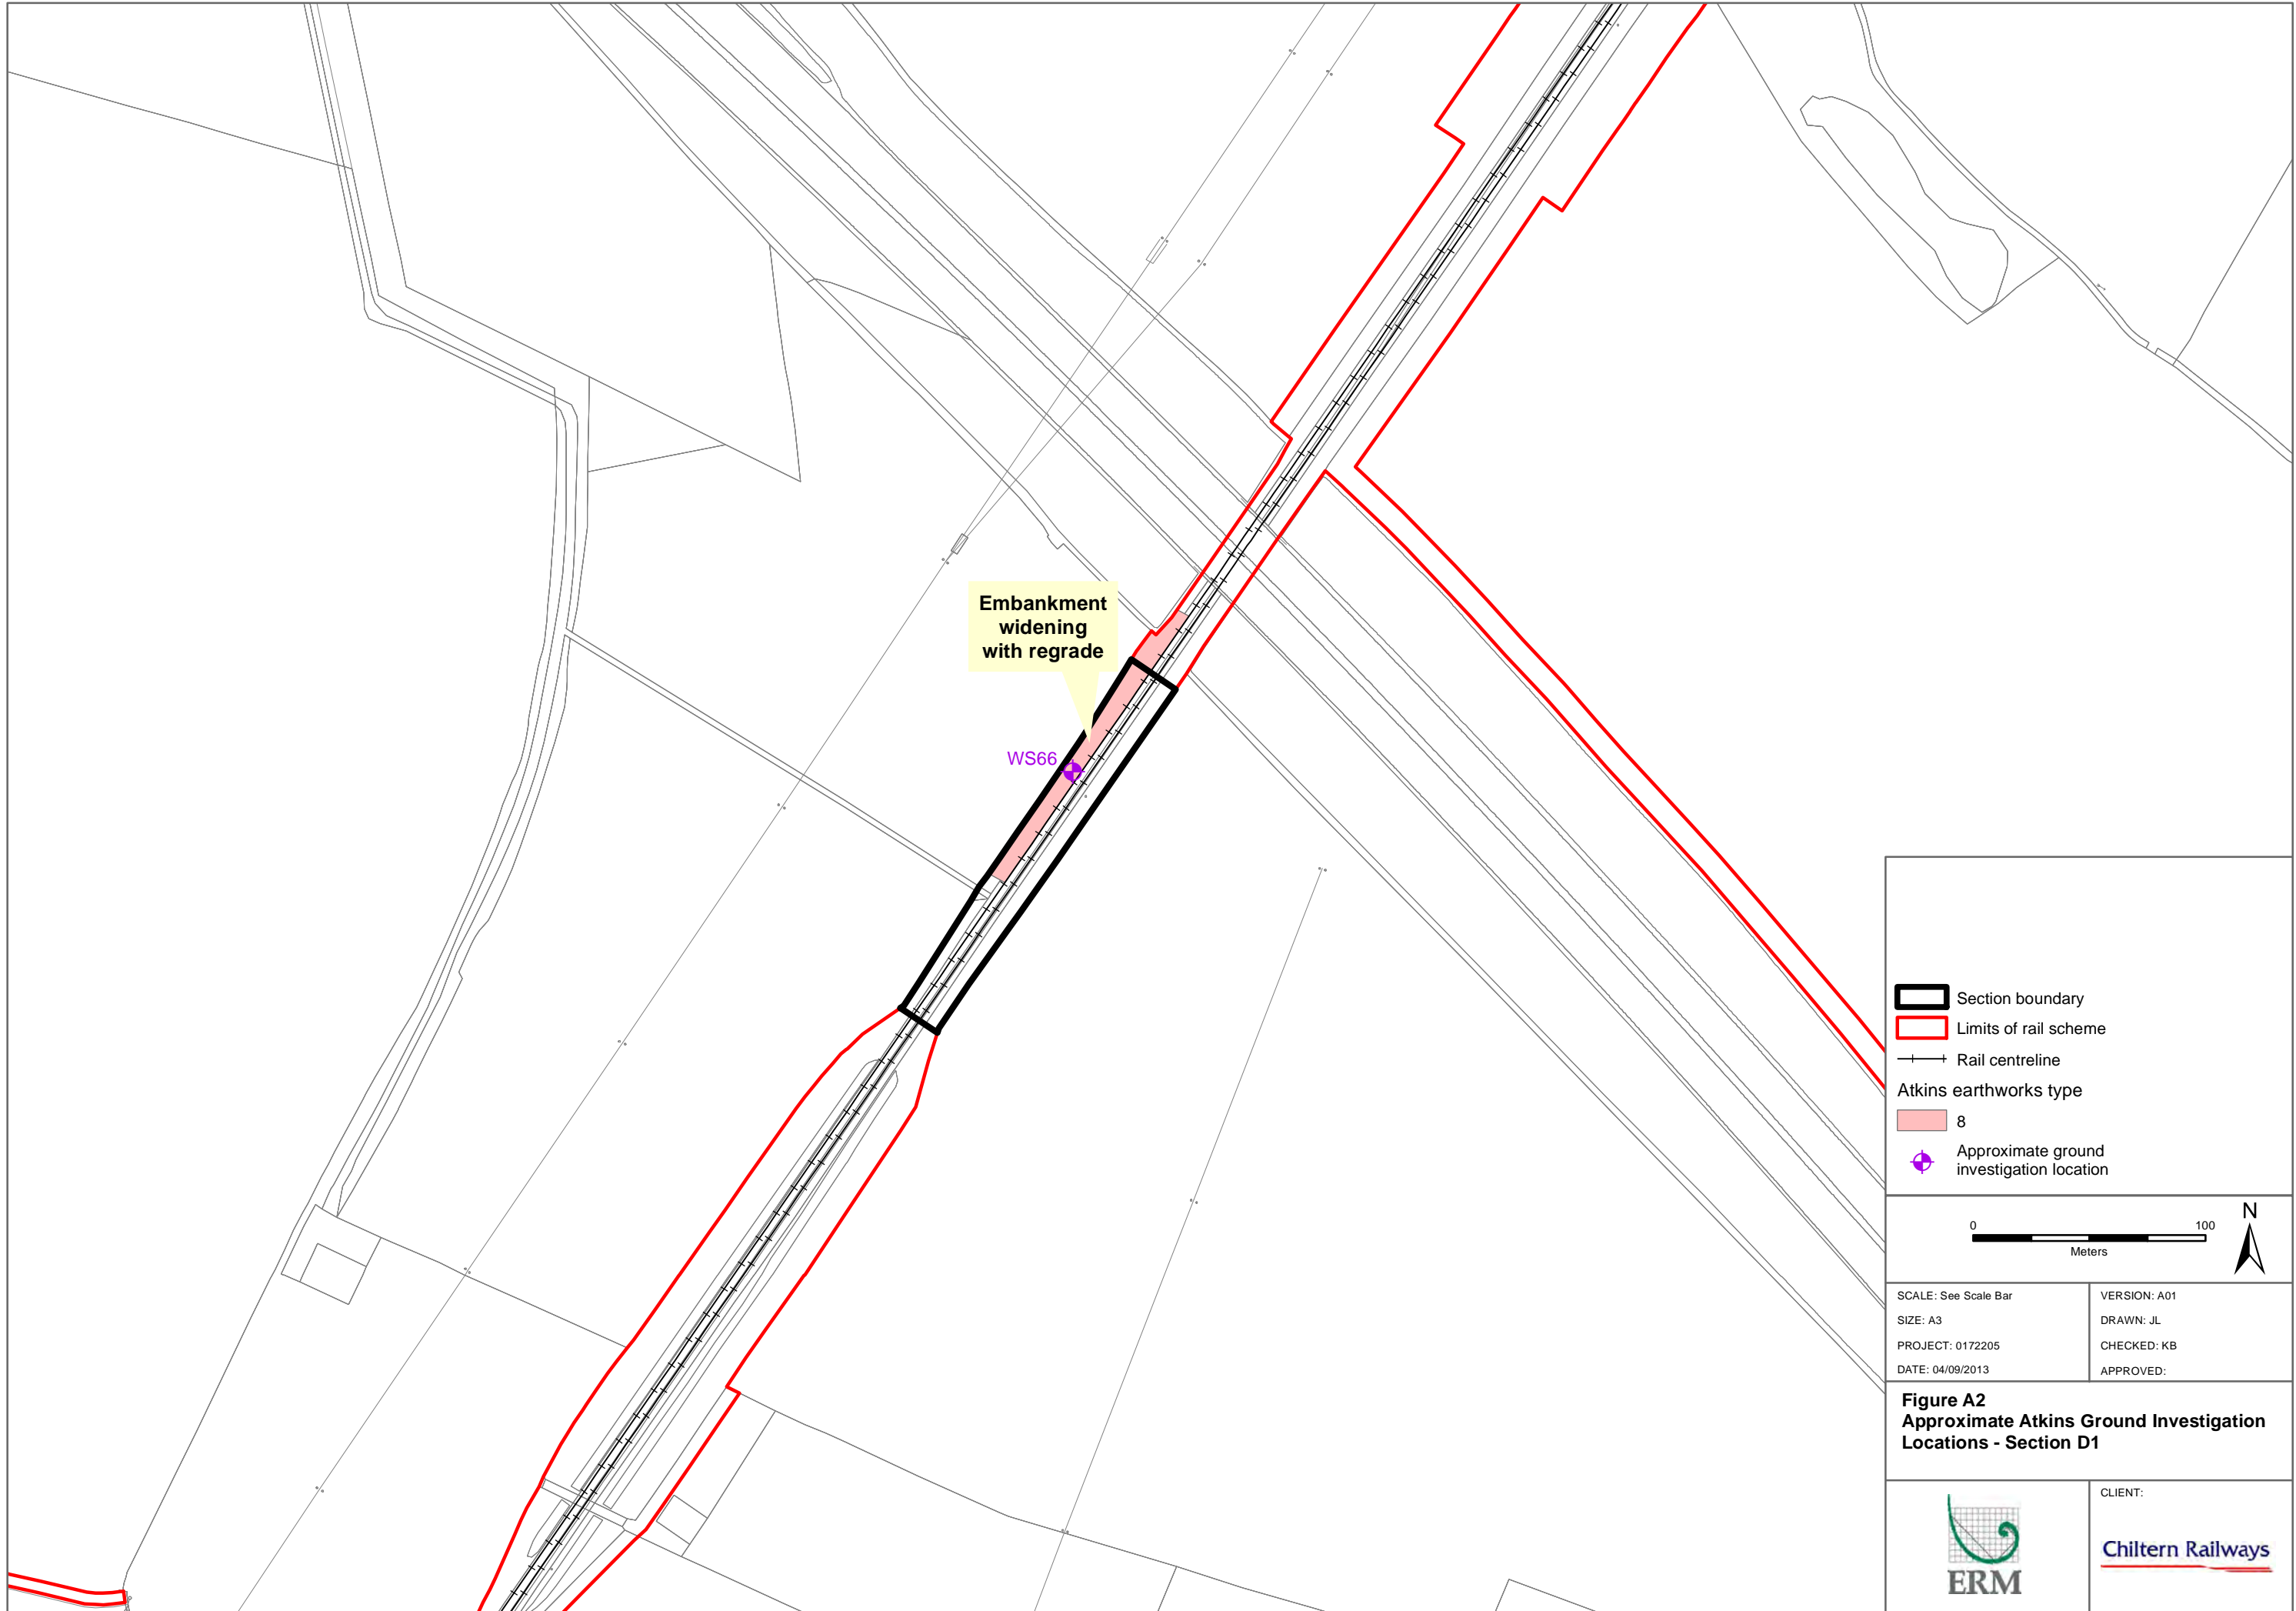 Embankment
widening
with regrade
WS66
Section boundary
Limits of rail scheme
Rail centreline
Atkins earthworks type
8
Approximate ground
investigation location
0 100
Meters
N
SCALE: See Scale Bar
SIZE: A3
PROJECT: 0172205
DATE: 04/09/2013
VERSION: A01
DRAWN: JL
CHECKED: KB
APPROVED:
Figure A2
Approximate Atkins Ground Investigation
Locations - Section D1
ERM
CLIENT:
Chiltern Railways